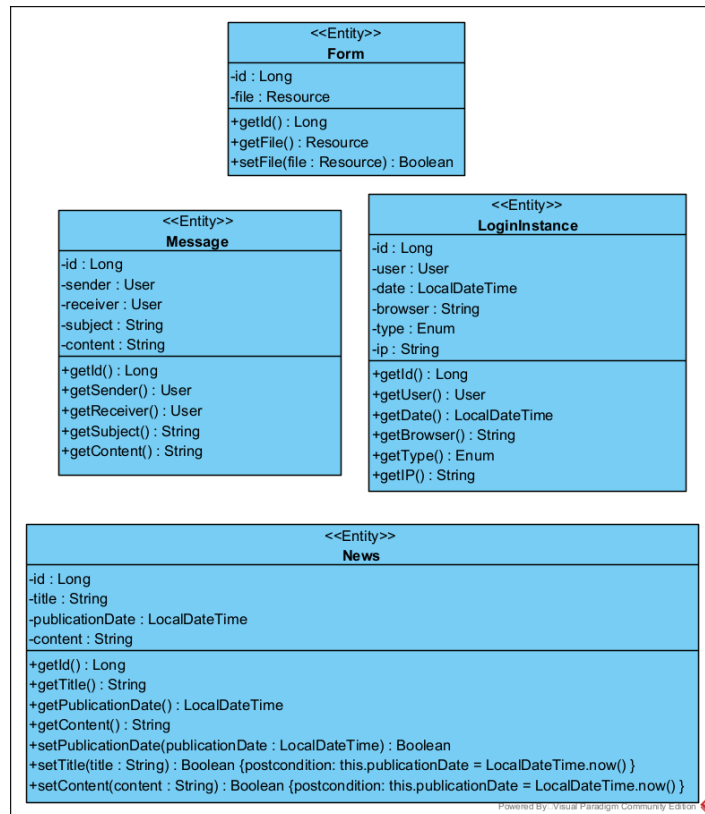 <<Entity>>
Form
-id : Long
-file : Resource
+getId() : Long
+getFile() : Resource
+setFile(file : Resource) : Boolean
<<Entity>>
Message
-id : Long
-sender : User
-receiver : User
-subject : String
-content : String
+getId() : Long
+getSender() : User
+getReceiver() : User
+getSubject() : String
+getContent() : String
<<Entity>>
LoginInstance
-id : Long
-user : User
-date : LocalDateTime
-browser : String
-type : Enum
-ip : String
+getId() : Long
+getUser() : User
+getDate() : LocalDateTime
+getBrowser() : String
+getType() : Enum
+getIP() : String
<<Entity>>
News
-id : Long
-title : String
-publicationDate : LocalDateTime
-content : String
+getId() : Long
+getTitle() : String
+getPublicationDate() : LocalDateTime
+getContent() : String
+setPublicationDate(publicationDate : LocalDateTime) : Boolean
+setTitle(title : String) : Boolean {postcondition: this.publicationDate = LocalDateTime.now() }
+setContent(content : String) : Boolean {postcondition: this.publicationDate = LocalDateTime.now() }
Powered By: Visual Paradigm Community Edition